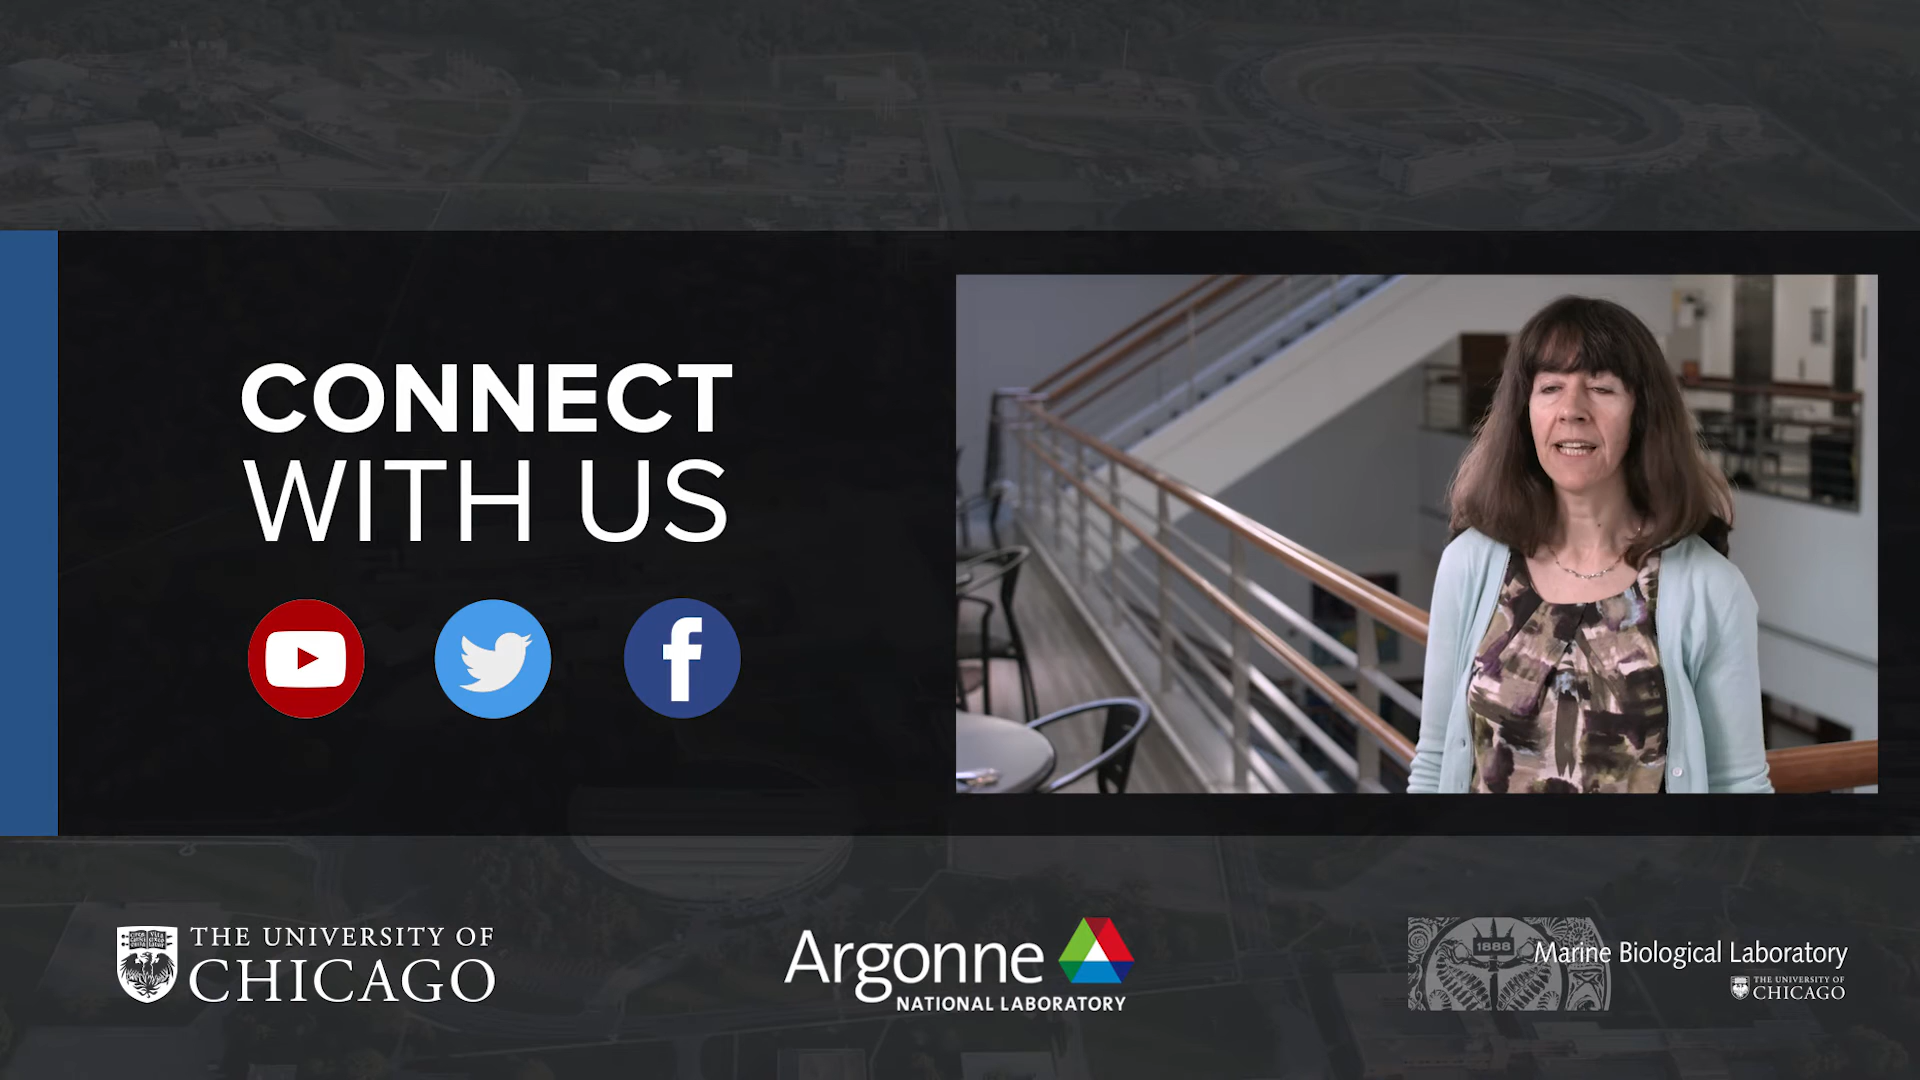 CONNECT
WITH US
THE UNIVERSITY OF
CHICAGO
Argonne
NATIONAL LABORATORY
1888
Marine Biological Laboratory
THE UNIVERSITY OF
CHICAGO